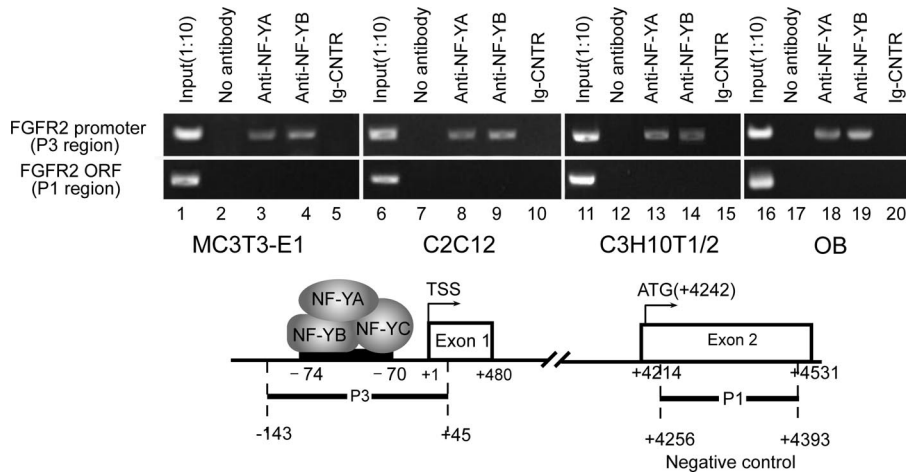 Input(1:10) No antibody Anti-NF-YA Anti-NF-YB Ig-CNTR Input(1:10) No antibody Anti-NF-YA Anti-NF-YB Ig-CNTR Input(1:10) No antibody Anti-NF-YA Anti-NF-YB Ig-CNTR Input(1:10) No antibody Anti-NF-YA Anti-NF-YB Ig-CNTR
FGFR2 promoter
(P3 region)
FGFR2 ORF
(P1 region)
1 2 3 4 5 6 7 8 9 10 11 12 13 14 15 16 17 18 19 20
MC3T3-E1 C2C12 C3H10T1/2 OB
NF-YA
NF-YB
NF-YC
TSS
Exon 1
ATG(+4242)
Exon 2
−74 −70 +1 +480 +4214 +4531
P3 P1
-143 +45 +4256 +4393
Negative control